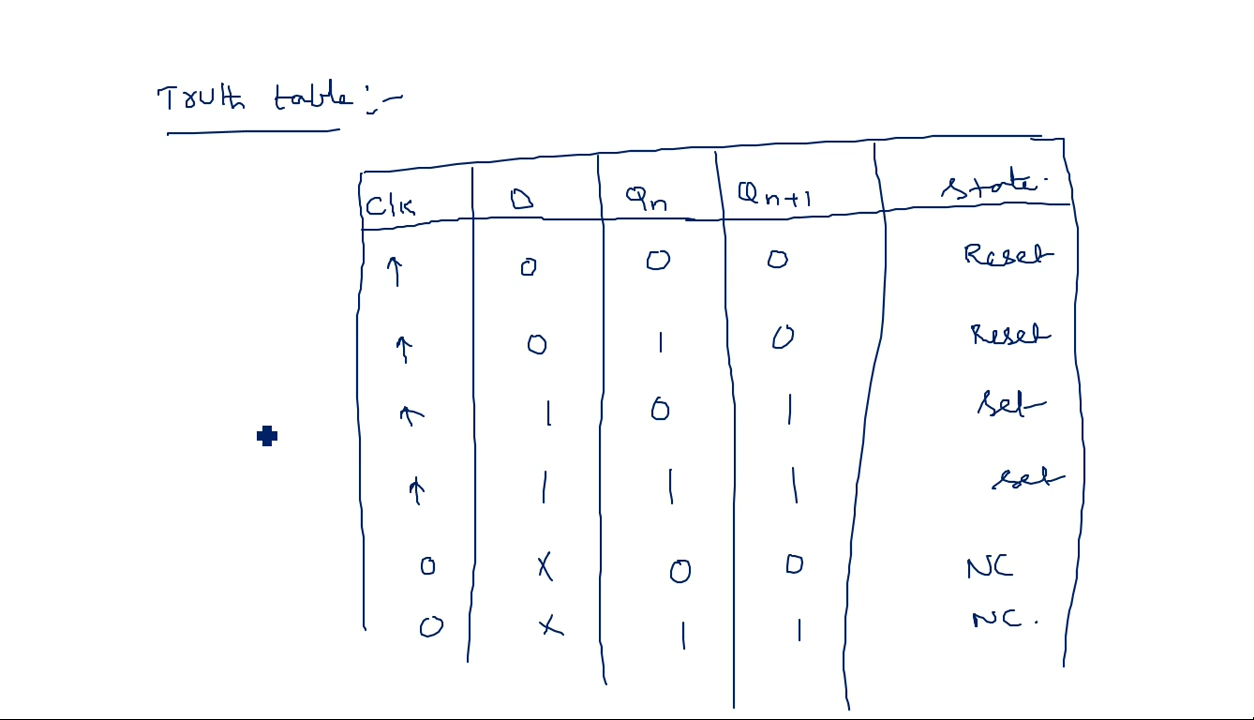 Truth table :-
Clk D Qn Qn+1 State.
↑ 0 0 0 Reset
↑ 0 1 0 Reset
↑ 1 0 1 set
↑ 1 1 1 set
0 X 0 0 NC
0 X 1 1 NC.